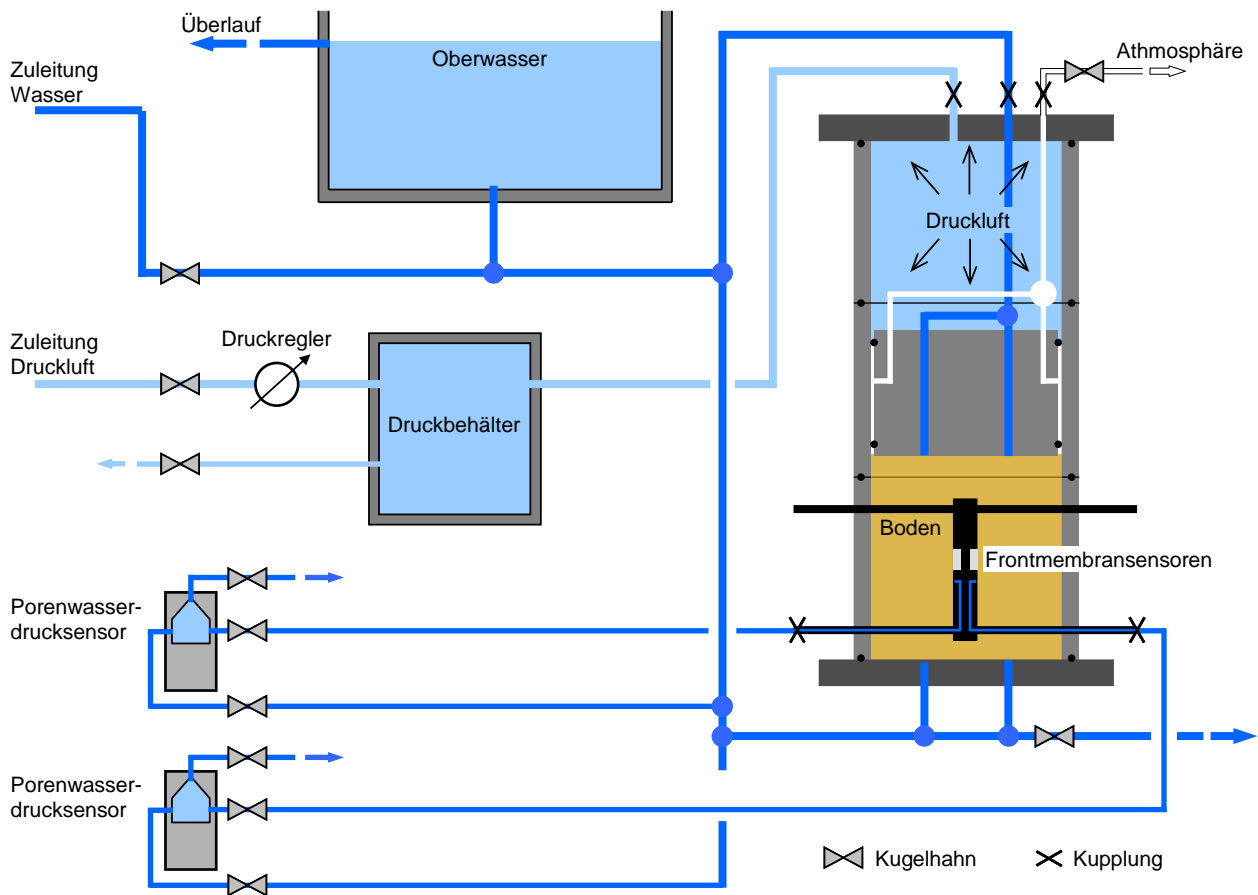 Überlauf
Oberwasser
Athmosphäre
Zuleitung
Wasser
Druckluft
Zuleitung
Druckluft
Druckregler
Druckbehälter
Boden
Frontmembransensoren
Porenwasser-
drucksensor
Porenwasser-
drucksensor
Kugelhahn
Kupplung